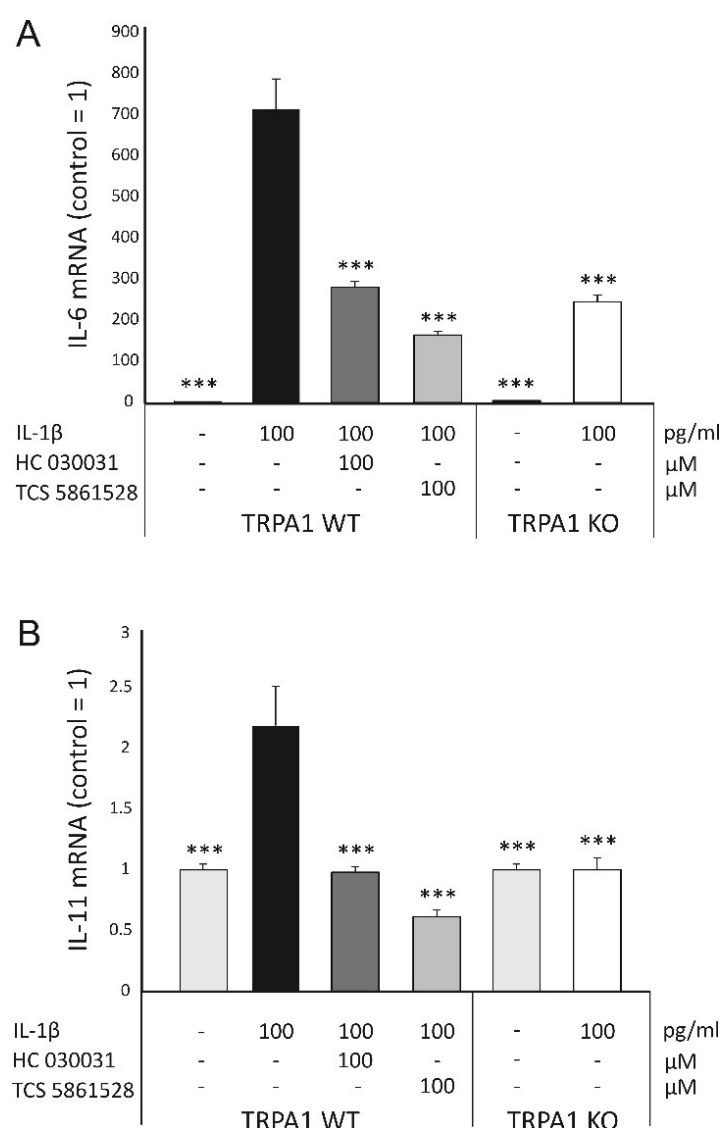 A
IL-6 mRNA (control = 1)
900
800
700
600
500
400
300
200
100
0
***
***
***
***
***
IL-1β - 100 100 100 - 100 pg/ml
HC 030031 - - 100 - - - µM
TCS 5861528 - - - 100 - - µM
TRPA1 WT TRPA1 KO
B
IL-11 mRNA (control = 1)
3
2.5
2
1.5
1
0.5
0
***
***
***
***
***
IL-1β - 100 100 100 - 100 pg/ml
HC 030031 - - 100 - - - µM
TCS 5861528 - - - 100 - - µM
TRPA1 WT TRPA1 KO